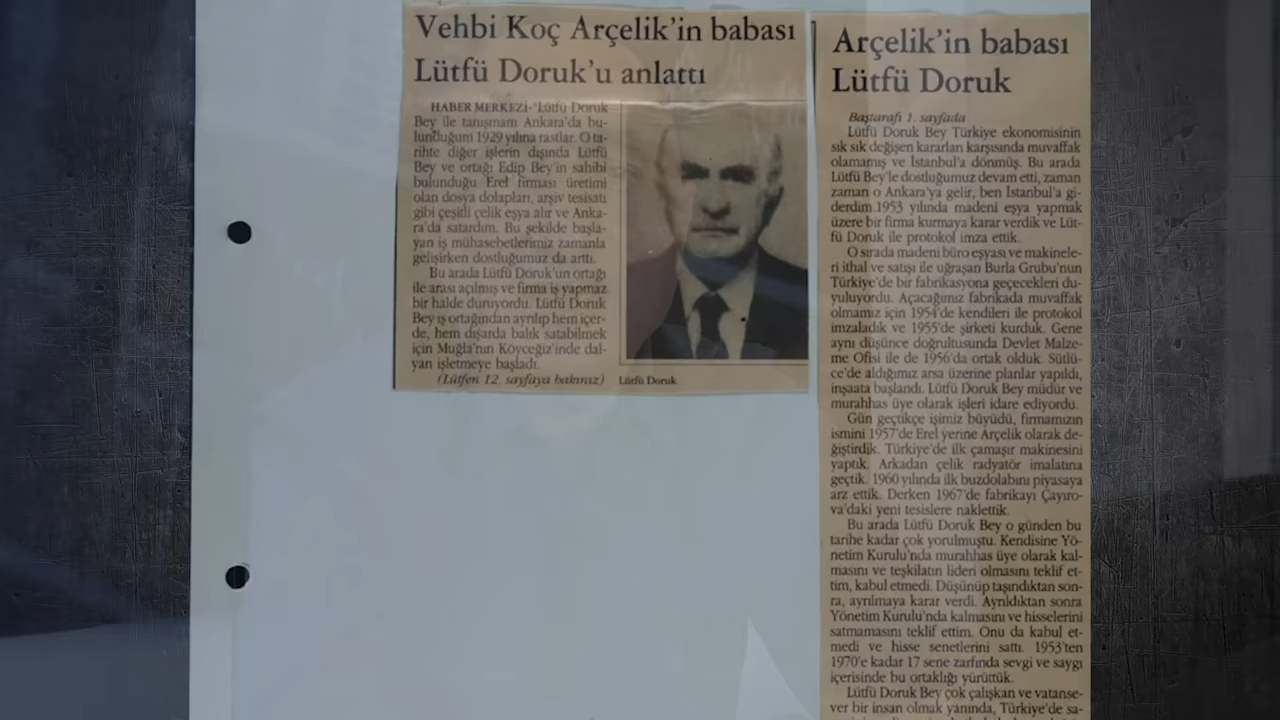 Vehbi Koç Arçelik'in babası
Lütfü Doruk'u anlattı
HABER MERKEZİ- "Lütfü Doruk
Bey ile tanışmam Ankara'da bu-
lunduğum 1929 yılına rastlar. O ta-
rihte diğer işlerin dışında Lütfü
Bey ve ortağı Edip Bey'in sahibi
bulunduğu Erel firması üretimi
olan dosya dolapları, arşiv tesisatı
gibi çeşitli çelik eşya alır ve Anka-
ra'da satardım. Bu şekilde başla-
yan iş mühasebetlerimiz zamanla
gelişirken dostluğumuz da arttı.
Bu arada Lütfü Doruk'un ortağı
ile arası açılmış ve firma iş yapmaz
bir halde duruyordu. Lütfü Doruk
Bey iş ortağından ayrılıp hem içer-
de, hem dışarda balık satabilmek
için Muğla'nın Köyceğiz'inde dal-
yan işletmeye başladı.
(Lütfen 12. sayfaya bakınız)
Lütfü Doruk
Arçelik'in babası
Lütfü Doruk
Baştarafı 1. sayfada
Lütfü Doruk Bey Türkiye ekonomisinin
sık sık değişen kararları karşısında muvaffak
olamamış ve İstanbul'a dönmüş. Bu arada
Lütfü Bey'le dostluğumuz devam etti, zaman
zaman o Ankara'ya gelir, ben İstanbul'a gi-
derdim.1953 yılında madeni eşya yapmak
üzere bir firma kurmaya karar verdik ve Lüt-
fü Doruk ile protokol imza ettik.
O sırada madeni büro eşyası ve makinele-
ri ithal ve satışı ile uğraşan Burla Grubu'nun
Türkiye'de bir fabrikasyona geçecekleri du-
yuluyordu. Açacağımız fabrikada muvaffak
olmamız için 1954'de kendileri ile protokol
imzaladık ve 1955'de şirketi kurduk. Gene
aynı düşünce doğrultusunda Devlet Malze-
me Ofisi ile de 1956'da ortak olduk. Sütlü-
ce'de aldığımız arsa üzerine planlar yapıldı,
inşaata başlandı. Lütfü Doruk Bey müdür ve
murahhas üye olarak işleri idare ediyordu.
Gün geçtikçe işimiz büyüdü, firmamızın
ismini 1957'de Erel yerine Arçelik olarak de-
ğiştirdik. Türkiye'de ilk çamaşır makinesini
yaptık. Arkadan çelik radyatör imalatına
geçtik. 1960 yılında ilk buzdolabını piyasaya
arz ettik. Derken 1967'de fabrikayı Çayıro-
va'daki yeni tesislere naklettik.
Bu arada Lütfü Doruk Bey o günden bu
tarihe kadar çok yorulmuştu. Kendisine Yö-
netim Kurulu'nda murahhas üye olarak kal-
masını ve teşkilatın lideri olmasını teklif et-
tim, kabul etmedi. Düşünüp taşındıktan son-
ra, ayrılmaya karar verdi. Ayrıldıktan sonra
Yönetim Kurulu'nda kalmasını ve hisselerini
satmamasını teklif ettim. Onu da kabul et-
medi ve hisse senetlerini sattı. 1953'ten
1970'e kadar 17 sene zarfında sevgi ve saygı
içerisinde bu ortaklığı yürüttük.
Lütfü Doruk Bey çok çalışkan ve vatanse-
ver bir insan olmak yanında, Türkiye'de sa-